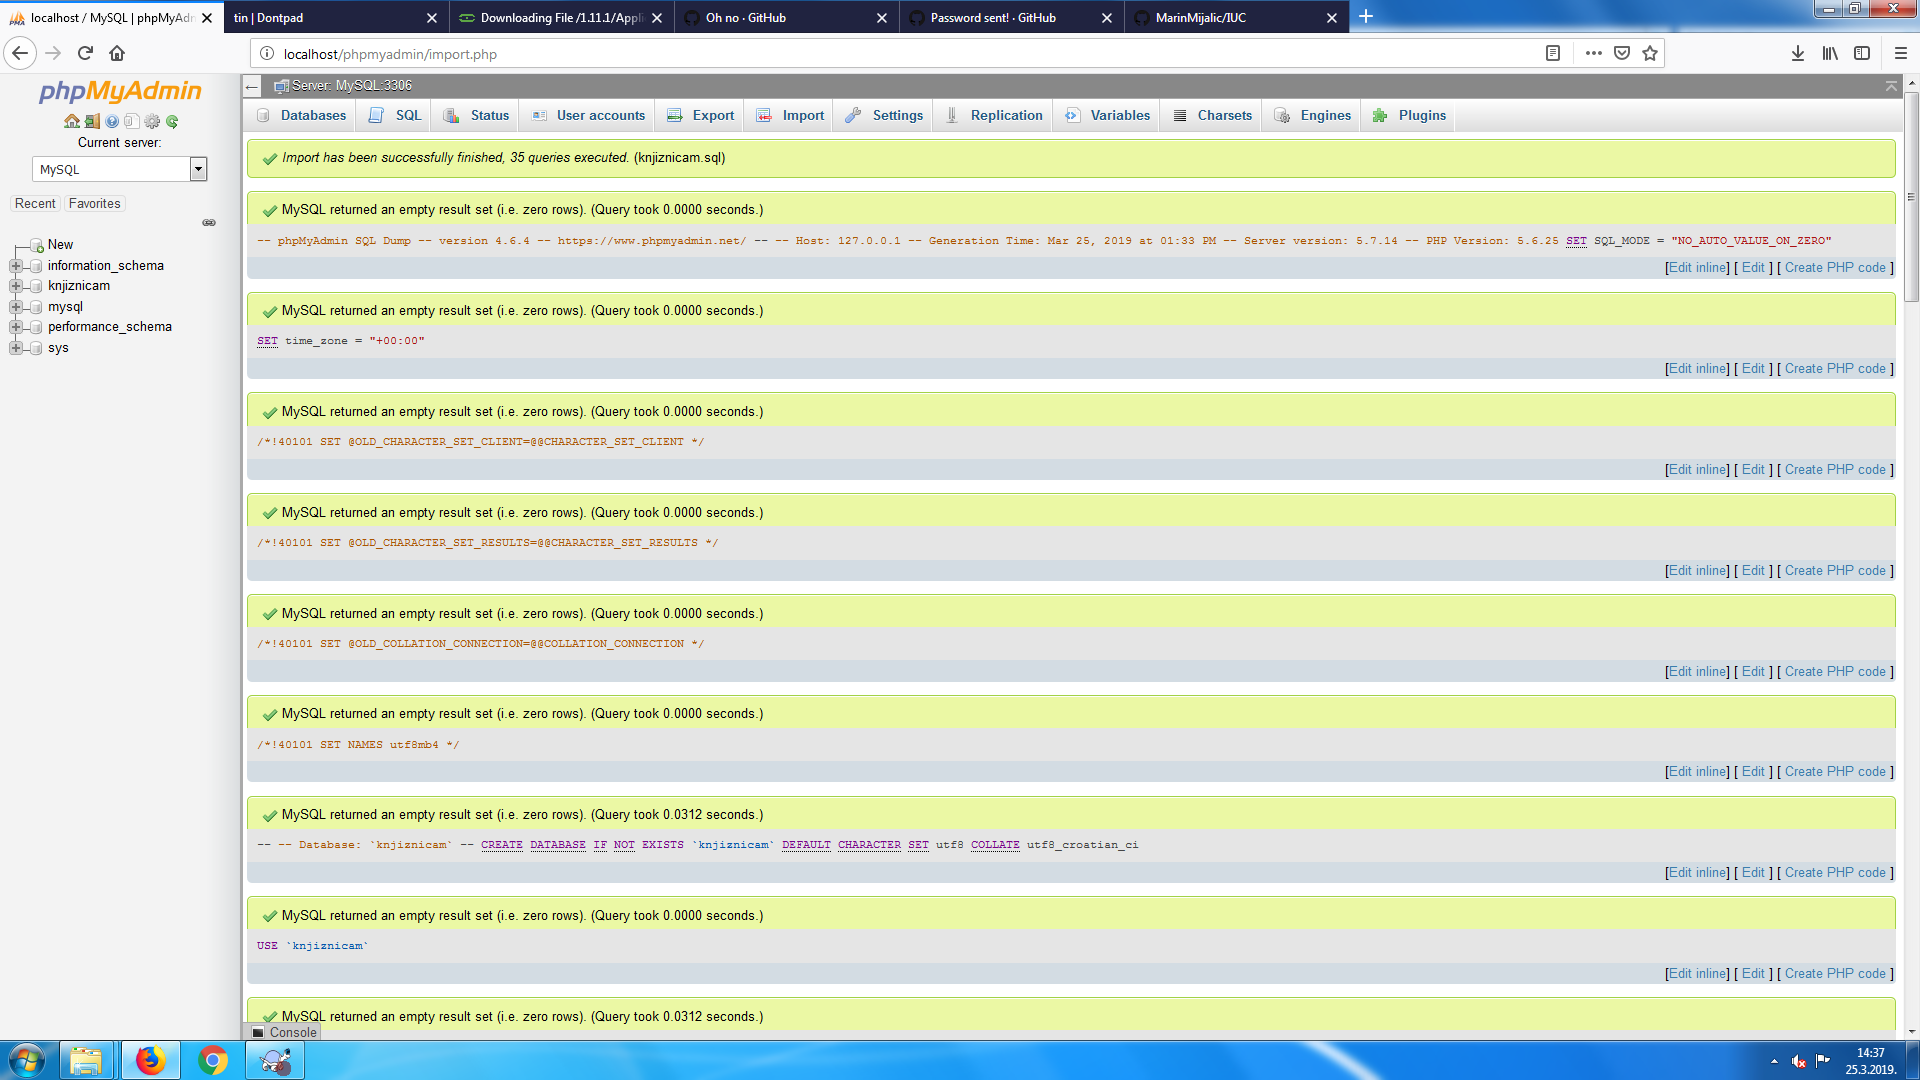 localhost / MySQL | phpMyAdn
tin | Dontpad
Downloading File /1.11.1/Appli
Oh no · GitHub
Password sent! · GitHub
MarinMijalic/IUC
localhost/phpmyadmin/import.php
phpMyAdmin
Current server:
MySQL
Recent
Favorites
New
information_schema
knjiznicam
mysql
performance_schema
sys
Server: MySQL:3306
Databases
SQL
Status
User accounts
Export
Import
Settings
Replication
Variables
Charsets
Engines
Plugins
Import has been successfully finished, 35 queries executed. (knjiznicam.sql)
MySQL returned an empty result set (i.e. zero rows). (Query took 0.0000 seconds.)
-- phpMyAdmin SQL Dump -- version 4.6.4 -- https://www.phpmyadmin.net/ -- -- Host: 127.0.0.1 -- Generation Time: Mar 25, 2019 at 01:33 PM -- Server version: 5.7.14 -- PHP Version: 5.6.25 SET SQL_MODE = "NO_AUTO_VALUE_ON_ZERO"
[Edit inline] [ Edit ] [ Create PHP code ]
MySQL returned an empty result set (i.e. zero rows). (Query took 0.0000 seconds.)
SET time_zone = "+00:00"
[Edit inline] [ Edit ] [ Create PHP code ]
MySQL returned an empty result set (i.e. zero rows). (Query took 0.0000 seconds.)
/*!40101 SET @OLD_CHARACTER_SET_CLIENT=@@CHARACTER_SET_CLIENT */
[Edit inline] [ Edit ] [ Create PHP code ]
MySQL returned an empty result set (i.e. zero rows). (Query took 0.0000 seconds.)
/*!40101 SET @OLD_CHARACTER_SET_RESULTS=@@CHARACTER_SET_RESULTS */
[Edit inline] [ Edit ] [ Create PHP code ]
MySQL returned an empty result set (i.e. zero rows). (Query took 0.0000 seconds.)
/*!40101 SET @OLD_COLLATION_CONNECTION=@@COLLATION_CONNECTION */
[Edit inline] [ Edit ] [ Create PHP code ]
MySQL returned an empty result set (i.e. zero rows). (Query took 0.0000 seconds.)
/*!40101 SET NAMES utf8mb4 */
[Edit inline] [ Edit ] [ Create PHP code ]
MySQL returned an empty result set (i.e. zero rows). (Query took 0.0312 seconds.)
-- -- Database: `knjiznicam` -- CREATE DATABASE IF NOT EXISTS `knjiznicam` DEFAULT CHARACTER SET utf8 COLLATE utf8_croatian_ci
[Edit inline] [ Edit ] [ Create PHP code ]
MySQL returned an empty result set (i.e. zero rows). (Query took 0.0000 seconds.)
USE `knjiznicam`
[Edit inline] [ Edit ] [ Create PHP code ]
MySQL returned an empty result set (i.e. zero rows). (Query took 0.0312 seconds.)
Console
14:37
25.3.2019.